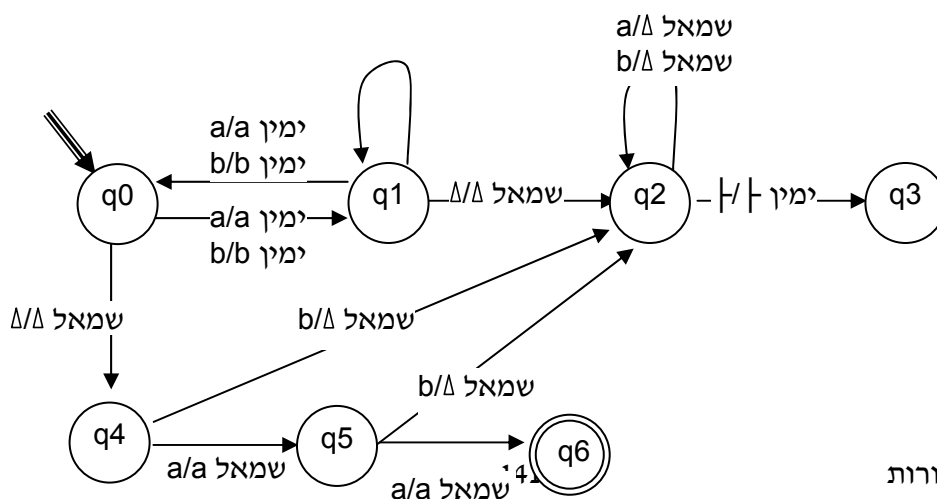 a/Δ שמאל
b/Δ שמאל
a/a ימין
b/b ימין
q0
q1
Δ/Δ שמאל
q2
├/├ ימין
q3
a/a ימין
b/b ימין
Δ/Δ שמאל
b/Δ שמאל
b/Δ שמאל
q4
q5
q6
a/a שמאל
a/a שמאל
ורות